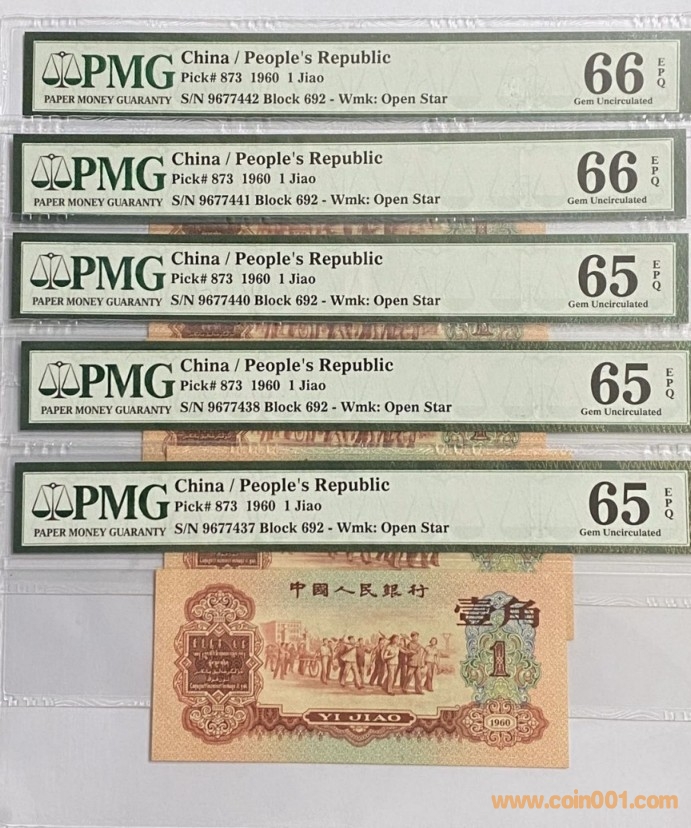 PMG
PAPER MONEY GUARANTY
China / People's Republic
Pick# 873 1960 1 Jiao
S/N 9677442 Block 692 - Wmk: Open Star
66
EPQ
Gem Uncirculated
PMG
PAPER MONEY GUARANTY
China / People's Republic
Pick# 873 1960 1 Jiao
S/N 9677441 Block 692 - Wmk: Open Star
66
EPQ
Gem Uncirculated
PMG
PAPER MONEY GUARANTY
China / People's Republic
Pick# 873 1960 1 Jiao
S/N 9677440 Block 692 - Wmk: Open Star
65
EPQ
Gem Uncirculated
PMG
PAPER MONEY GUARANTY
China / People's Republic
Pick# 873 1960 1 Jiao
S/N 9677438 Block 692 - Wmk: Open Star
65
EPQ
Gem Uncirculated
PMG
PAPER MONEY GUARANTY
China / People's Republic
Pick# 873 1960 1 Jiao
S/N 9677437 Block 692 - Wmk: Open Star
65
EPQ
Gem Uncirculated
中國人民銀行
壹角
1
YI JIAO
1960
www.coin001.com